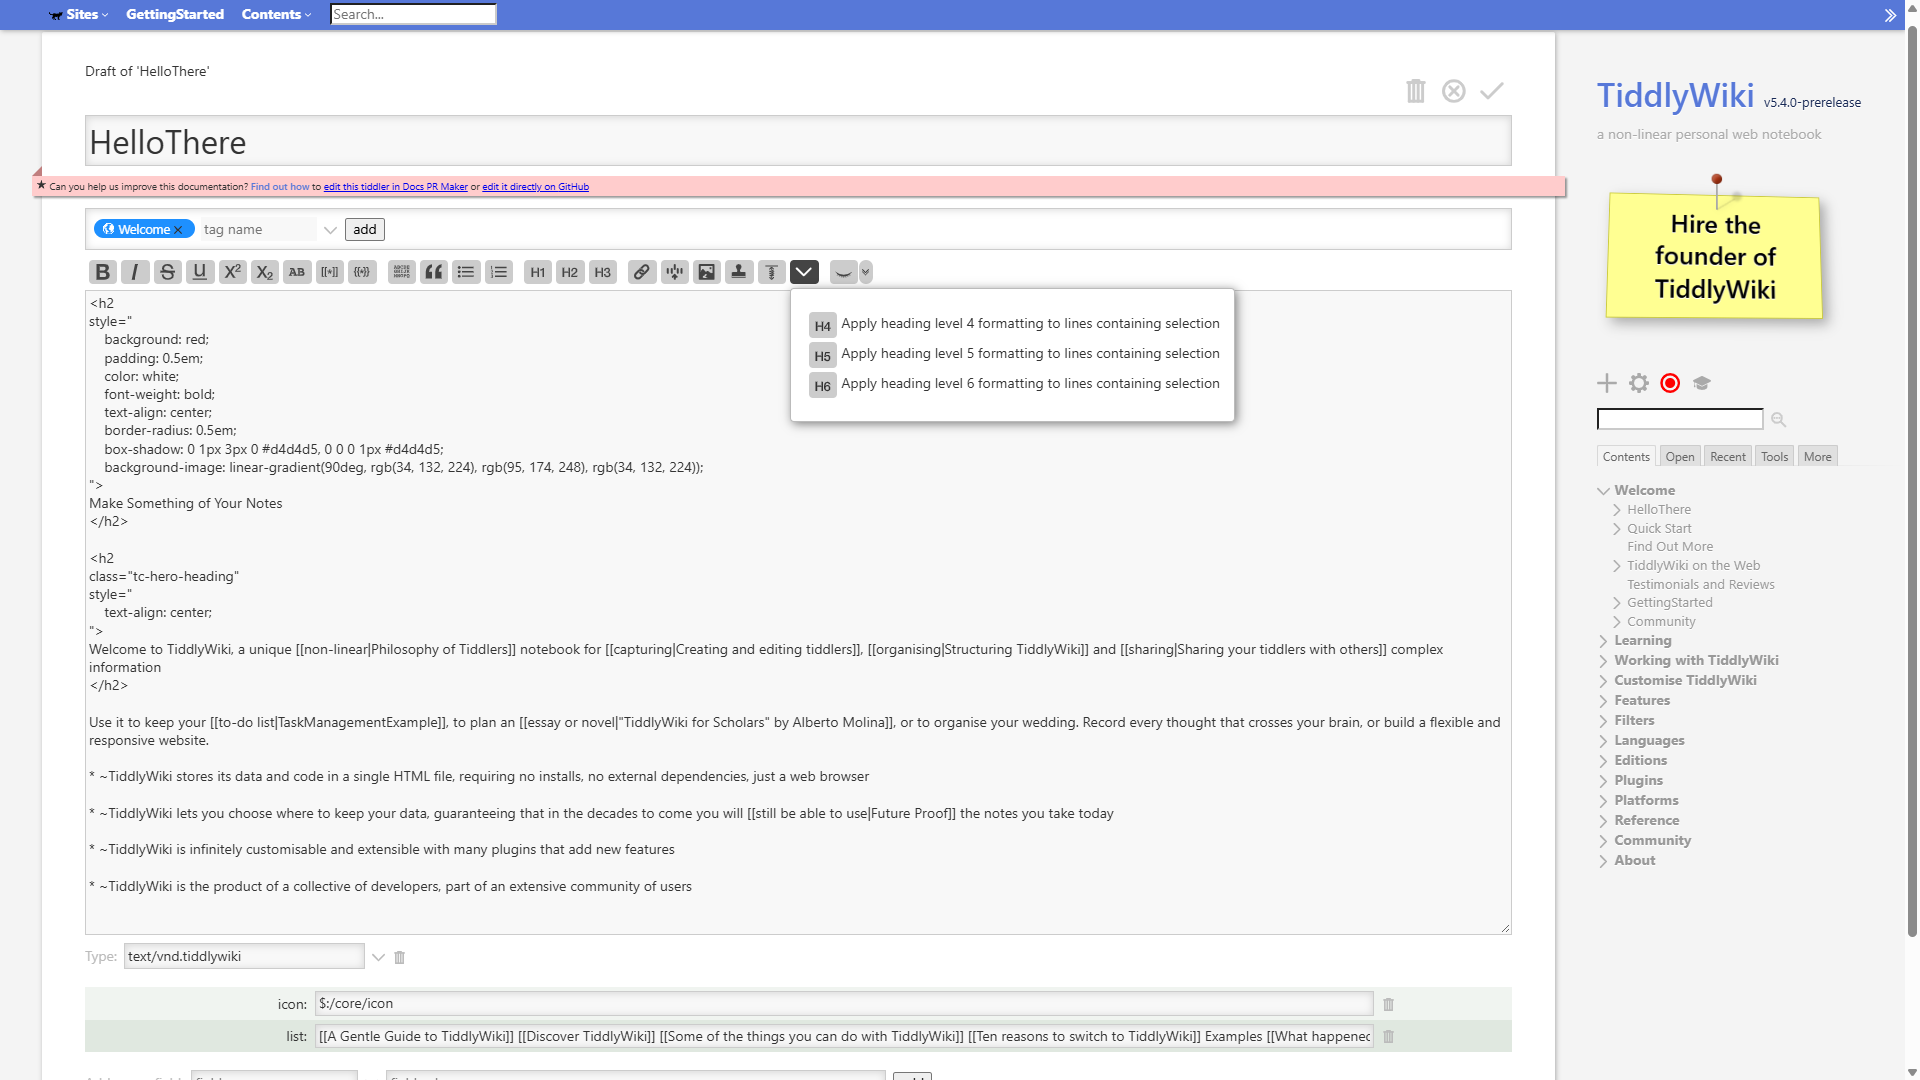 Sites GettingStarted Contents Search...
Draft of 'HelloThere'
HelloThere
★ Can you help us improve this documentation? Find out how to edit this tiddler in Docs PR Maker or edit it directly on GitHub
Welcome × tag name add
B I S U X² X₂ AB [[*]] {{*}} H1 H2 H3
H4 Apply heading level 4 formatting to lines containing selection
H5 Apply heading level 5 formatting to lines containing selection
H6 Apply heading level 6 formatting to lines containing selection
<h2
style="
background: red;
padding: 0.5em;
color: white;
font-weight: bold;
text-align: center;
border-radius: 0.5em;
box-shadow: 0 1px 3px 0 #d4d4d5, 0 0 0 1px #d4d4d5;
background-image: linear-gradient(90deg, rgb(34, 132, 224), rgb(95, 174, 248), rgb(34, 132, 224));
">
Make Something of Your Notes
</h2>
<h2
class="tc-hero-heading"
style="
text-align: center;
">
Welcome to TiddlyWiki, a unique [[non-linear|Philosophy of Tiddlers]] notebook for [[capturing|Creating and editing tiddlers]], [[organising|Structuring TiddlyWiki]] and [[sharing|Sharing your tiddlers with others]] complex
information
</h2>
Use it to keep your [[to-do list|TaskManagementExample]], to plan an [[essay or novel|"TiddlyWiki for Scholars" by Alberto Molina]], or to organise your wedding. Record every thought that crosses your brain, or build a flexible and
responsive website.
* ~TiddlyWiki stores its data and code in a single HTML file, requiring no installs, no external dependencies, just a web browser
* ~TiddlyWiki lets you choose where to keep your data, guaranteeing that in the decades to come you will [[still be able to use|Future Proof]] the notes you take today
* ~TiddlyWiki is infinitely customisable and extensible with many plugins that add new features
* ~TiddlyWiki is the product of a collective of developers, part of an extensive community of users
Type: text/vnd.tiddlywiki
icon: $:/core/icon
list: [[A Gentle Guide to TiddlyWiki]] [[Discover TiddlyWiki]] [[Some of the things you can do with TiddlyWiki]] [[Ten reasons to switch to TiddlyWiki]] Examples [[What happened
TiddlyWiki v5.4.0-prerelease
a non-linear personal web notebook
Hire the
founder of
TiddlyWiki
Contents Open Recent Tools More
Welcome
HelloThere
Quick Start
Find Out More
TiddlyWiki on the Web
Testimonials and Reviews
GettingStarted
Community
Learning
Working with TiddlyWiki
Customise TiddlyWiki
Features
Filters
Languages
Editions
Plugins
Platforms
Reference
Community
About